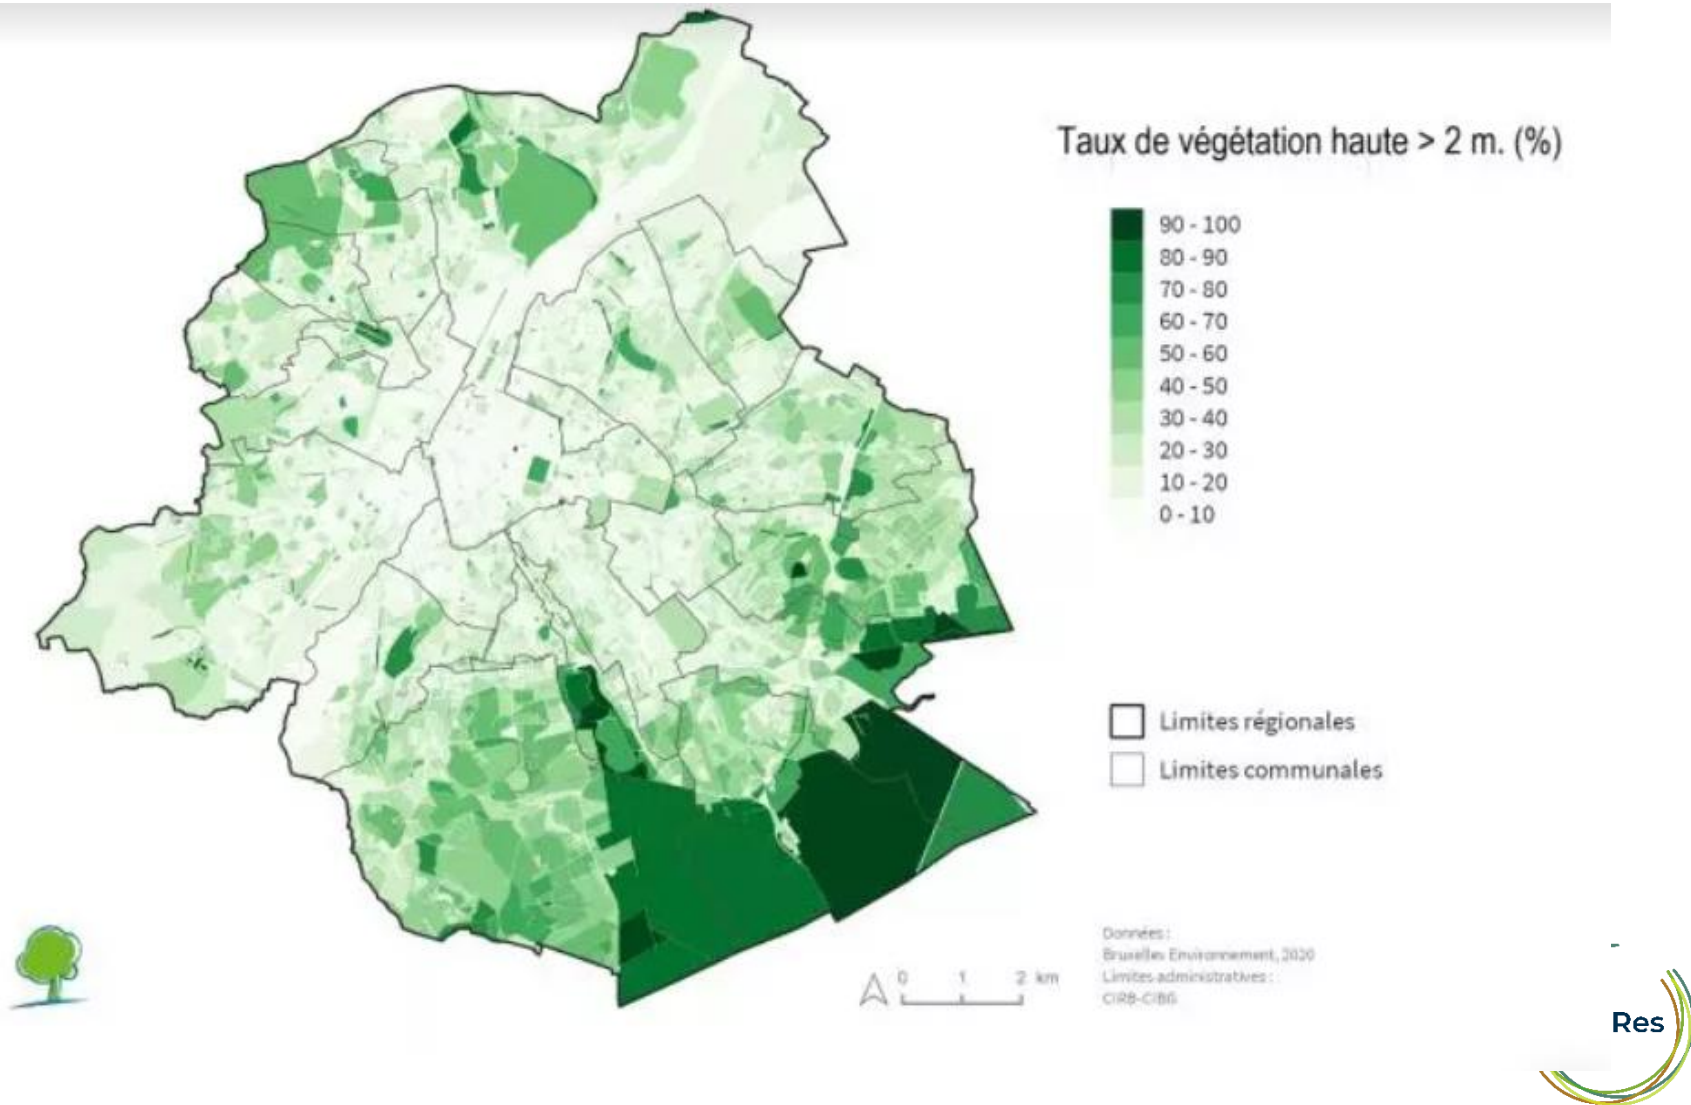 Taux de végétation haute > 2 m. (%)
90 - 100
80 - 90
70 - 80
60 - 70
50 - 60
40 - 50
30 - 40
20 - 30
10 - 20
0 - 10
Limites régionales
Limites communales
Données :
Bruxelles Environnement, 2020
Limites administratives :
CIRB-CIBG
0 1 2 km
Res